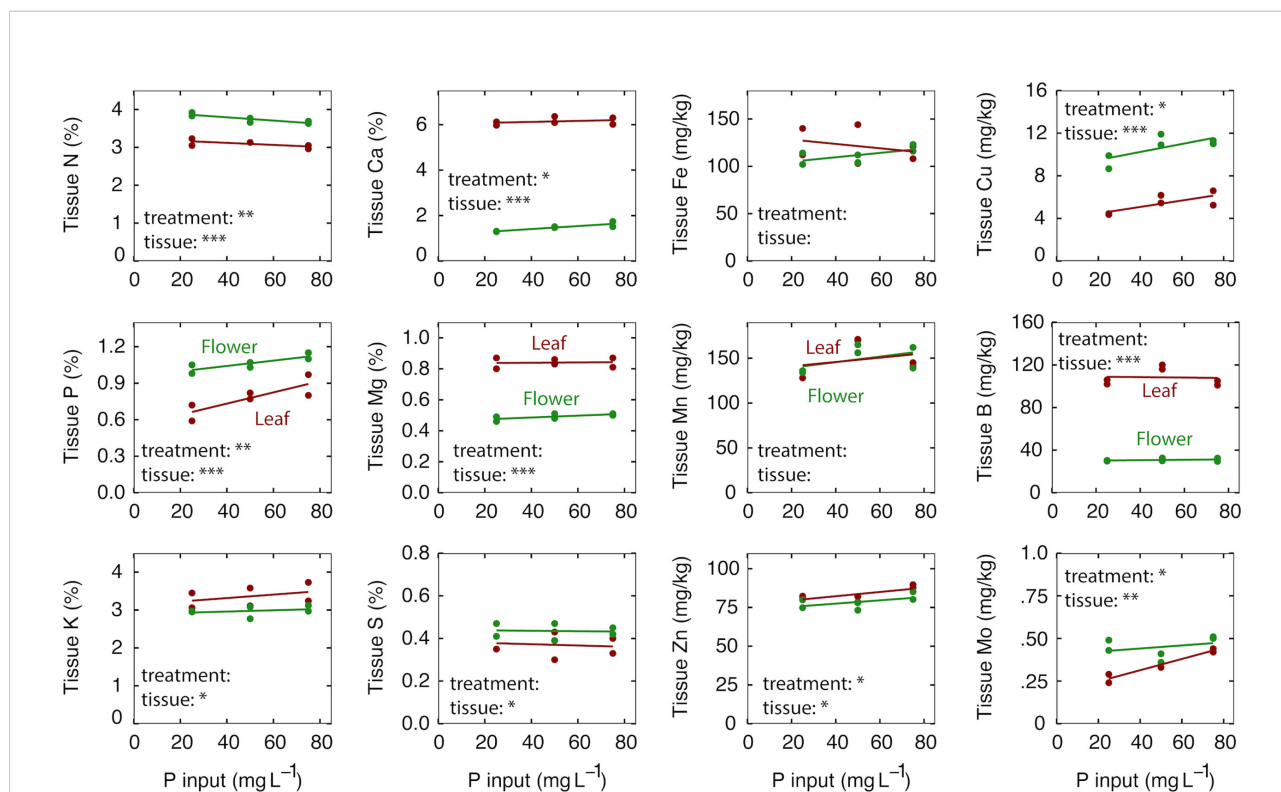 Tissue N (%)
4
3
2
1
0
treatment: **
tissue: ***
0 20 40 60 80
Tissue Ca (%)
6
4
2
0
treatment: *
tissue: ***
0 20 40 60 80
Tissue Fe (mg/kg)
150
100
50
0
treatment:
tissue:
0 20 40 60 80
Tissue Cu (mg/kg)
16
12
8
4
0
treatment: *
tissue: ***
0 20 40 60 80
Tissue P (%)
1.2
0.9
0.6
0.3
0.0
Flower
Leaf
treatment: **
tissue: ***
0 20 40 60 80
Tissue Mg (%)
1.0
0.8
0.6
0.4
0.2
0.0
Leaf
Flower
treatment:
tissue: ***
0 20 40 60 80
Tissue Mn (mg/kg)
150
100
50
0
Leaf
Flower
treatment:
tissue:
0 20 40 60 80
Tissue B (mg/kg)
160
120
80
40
0
treatment:
tissue: ***
Leaf
Flower
0 20 40 60 80
Tissue K (%)
4
3
2
1
0
treatment:
tissue: *
0 20 40 60 80
P input (mg L⁻¹)
Tissue S (%)
0.8
0.6
0.4
0.2
0.0
treatment:
tissue: *
0 20 40 60 80
P input (mg L⁻¹)
Tissue Zn (mg/kg)
100
75
50
25
0
treatment: *
tissue: *
0 20 40 60 80
P input (mg L⁻¹)
Tissue Mo (mg/kg)
1.0
.75
.50
.25
0
treatment: *
tissue: **
0 20 40 60 80
P input (mg L⁻¹)